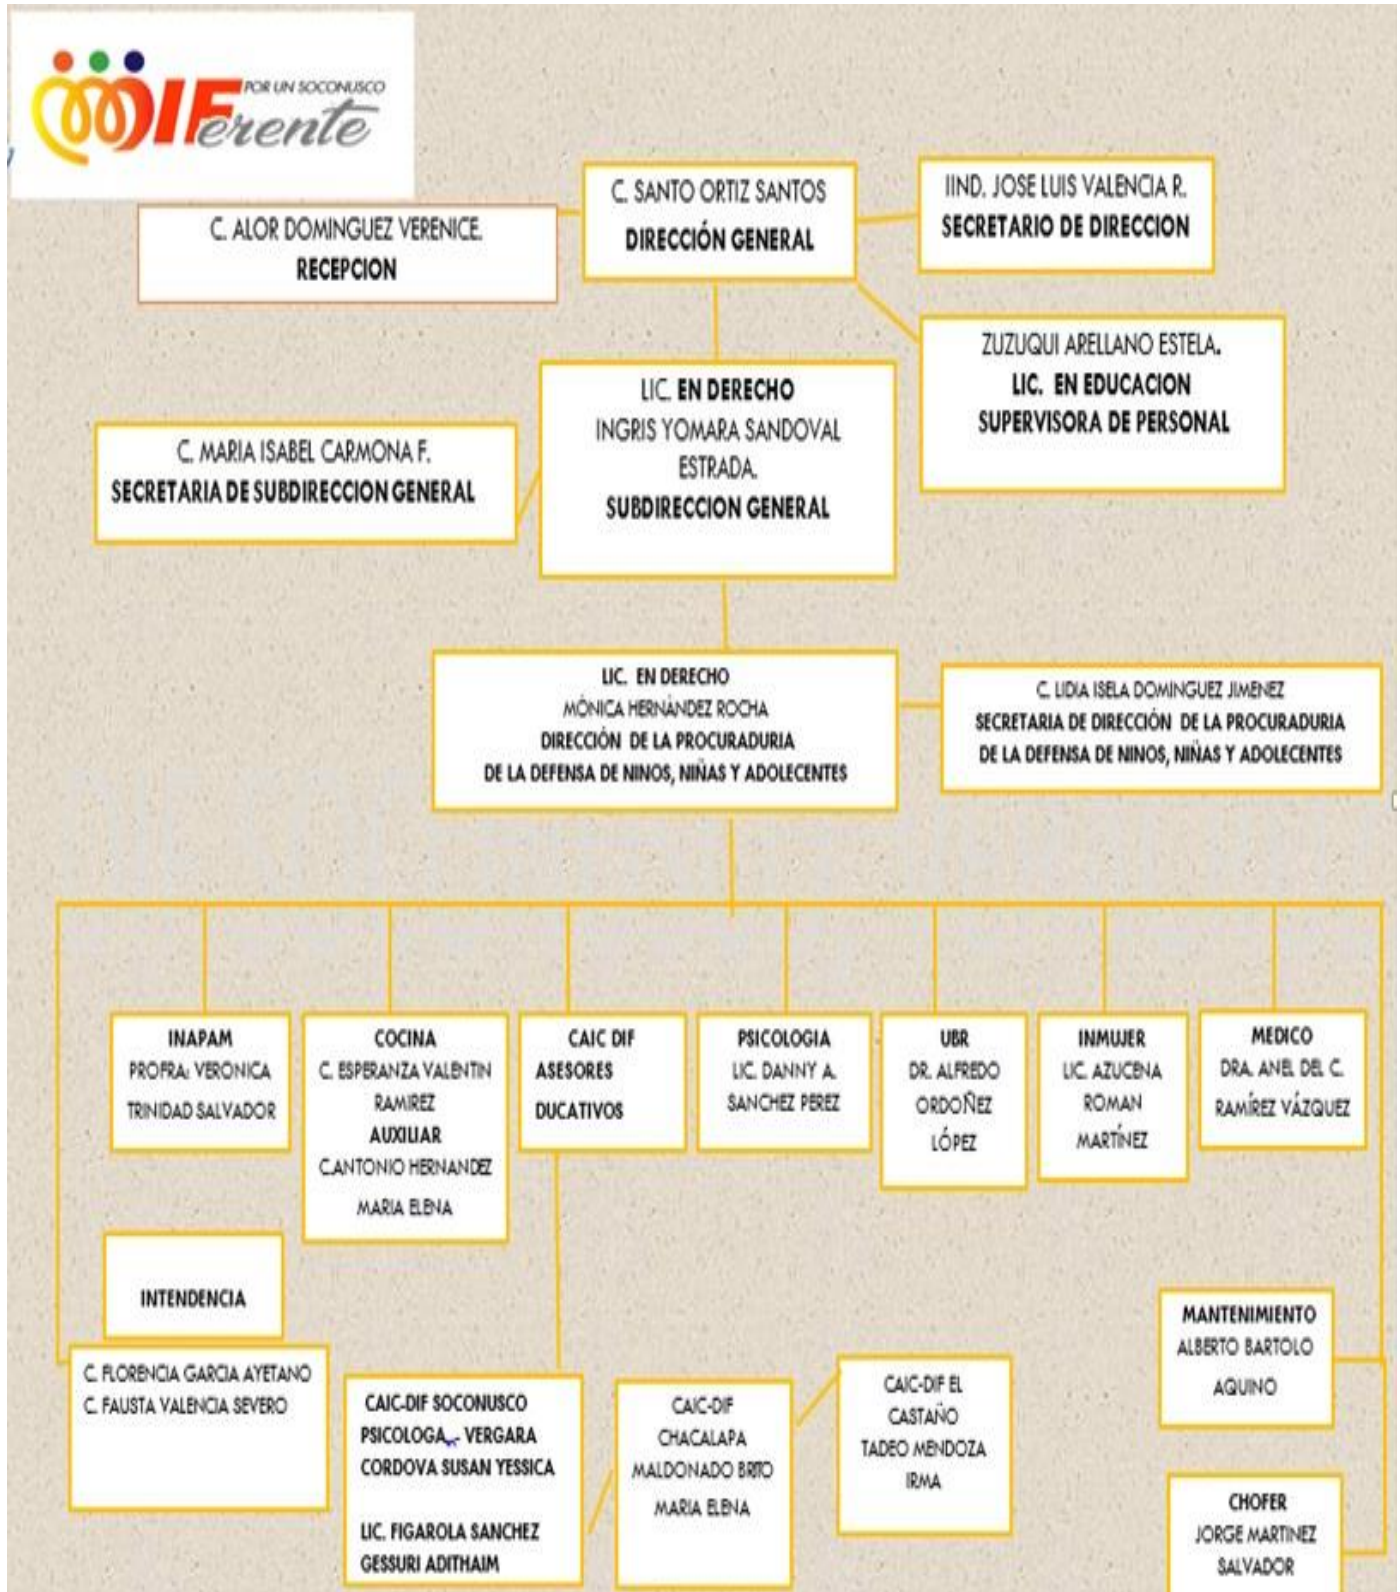 POR UN SOCONUSCO
DIFerente
C. SANTO ORTIZ SANTOS
DIRECCIÓN GENERAL
IIND. JOSE LUIS VALENCIA R.
SECRETARIO DE DIRECCION
C. ALOR DOMINGUEZ VERENICE.
RECEPCION
ZUZUQUI ARELLANO ESTELA.
LIC. EN EDUCACION
SUPERVISORA DE PERSONAL
LIC. EN DERECHO
INGRIS YOMARA SANDOVAL
ESTRADA.
SUBDIRECCION GENERAL
C. MARIA ISABEL CARMONA F.
SECRETARIA DE SUBDIRECCION GENERAL
LIC. EN DERECHO
MÓNICA HERNÁNDEZ ROCHA
DIRECCIÓN DE LA PROCURADURIA
DE LA DEFENSA DE NINOS, NIÑAS Y ADOLECENTES
C. LIDIA ISELA DOMINGUEZ JIMENEZ
SECRETARIA DE DIRECCIÓN DE LA PROCURADURIA
DE LA DEFENSA DE NINOS, NIÑAS Y ADOLECENTES
INAPAM
PROFRA: VERONICA
TRINIDAD SALVADOR
COCINA
C. ESPERANZA VALENTIN
RAMIREZ
AUXILIAR
C.ANTONIO HERNANDEZ
MARIA ELENA
CAIC DIF
ASESORES
DUCATIVOS
PSICOLOGIA
LIC. DANNY A.
SANCHEZ PEREZ
UBR
DR. ALFREDO
ORDOÑEZ
LÓPEZ
INMUJER
LIC. AZUCENA
ROMAN
MARTÍNEZ
MEDICO
DRA. ANEL DEL C.
RAMÍREZ VÁZQUEZ
INTENDENCIA
C. FLORENCIA GARCIA AYETANO
C. FAUSTA VALENCIA SEVERO
CAIC-DIF SOCONUSCO
PSICOLOGA.- VERGARA
CORDOVA SUSAN YESSICA
LIC. FIGAROLA SANCHEZ
GESSURI ADITHAIM
CAIC-DIF
CHACALAPA
MALDONADO BRITO
MARIA ELENA
CAIC-DIF EL
CASTAÑO
TADEO MENDOZA
IRMA
MANTENIMIENTO
ALBERTO BARTOLO
AQUINO
CHOFER
JORGE MARTINEZ
SALVADOR